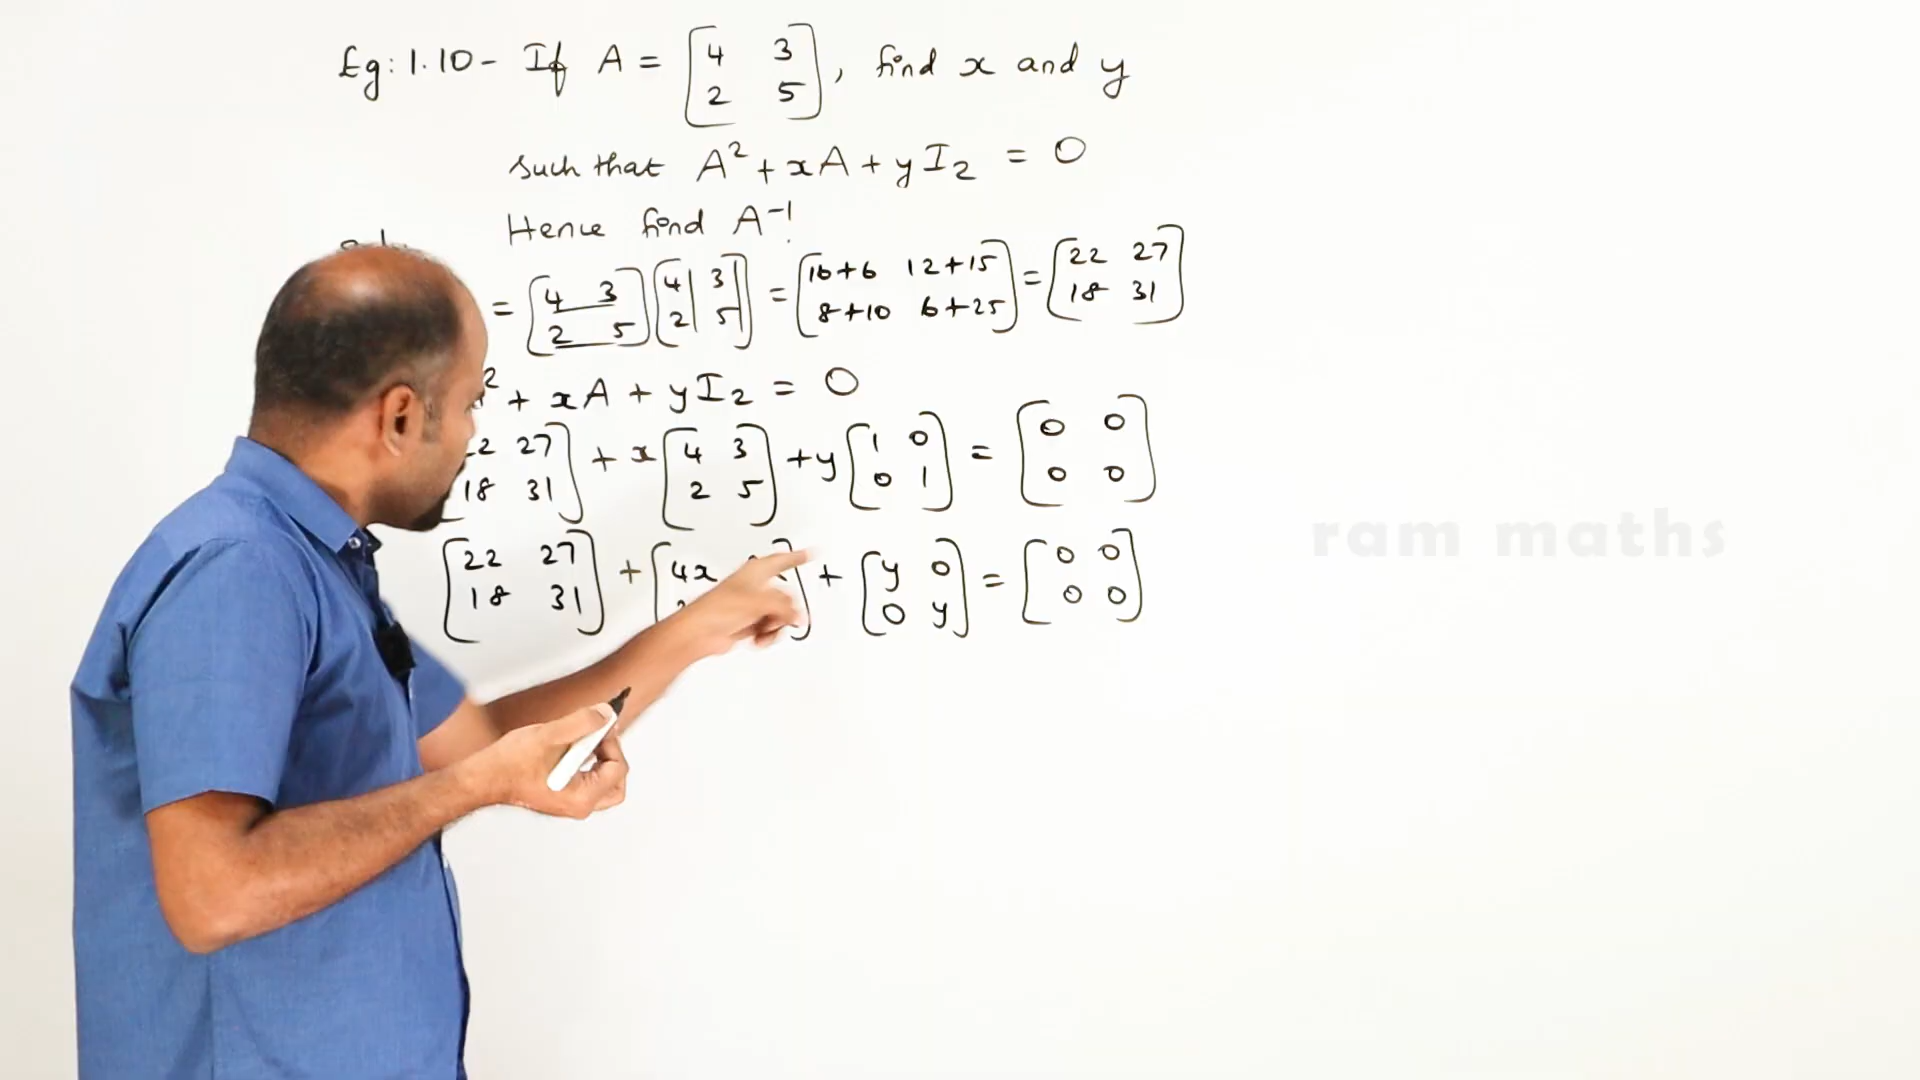 Eg: 1.10 - If A = [4 3; 2 5], find x and y
such that A² + xA + yI₂ = 0
Hence find A⁻¹.
= [4 3; 2 5] [4 3; 2 5] = [16+6 12+15; 8+10 6+25] = [22 27; 18 31]
² + xA + yI₂ = 0
2 27; 18 31] + x[4 3; 2 5] + y[1 0; 0 1] = [0 0; 0 0]
[22 27; 18 31] + [4x ] + [y 0; 0 y] = [0 0; 0 0]
ram maths